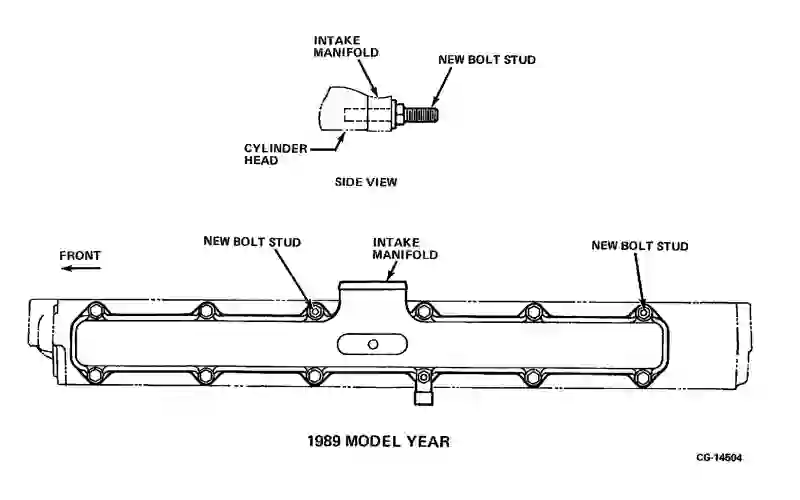 INTAKE
MANIFOLD
NEW BOLT STUD
CYLINDER
HEAD
SIDE VIEW
FRONT
NEW BOLT STUD
INTAKE
MANIFOLD
NEW BOLT STUD
1989 MODEL YEAR
CG-14504